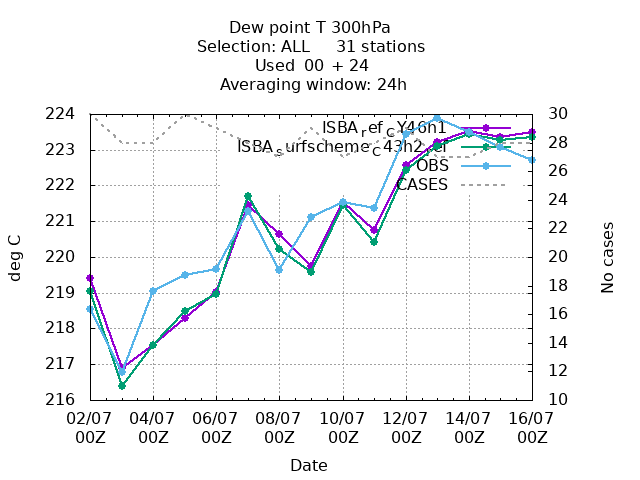 Dew point T 300hPa
Selection: ALL 31 stations
Used 00 + 24
Averaging window: 24h
224
223
222
221
220
219
218
217
216
30
28
26
24
22
20
18
16
14
12
10
ISBA_ref_CY46h1
ISBA_surfscheme_C43h2_ref
OBS
CASES
deg C
No cases
02/07 04/07 06/07 08/07 10/07 12/07 14/07 16/07
00Z 00Z 00Z 00Z 00Z 00Z 00Z 00Z
Date